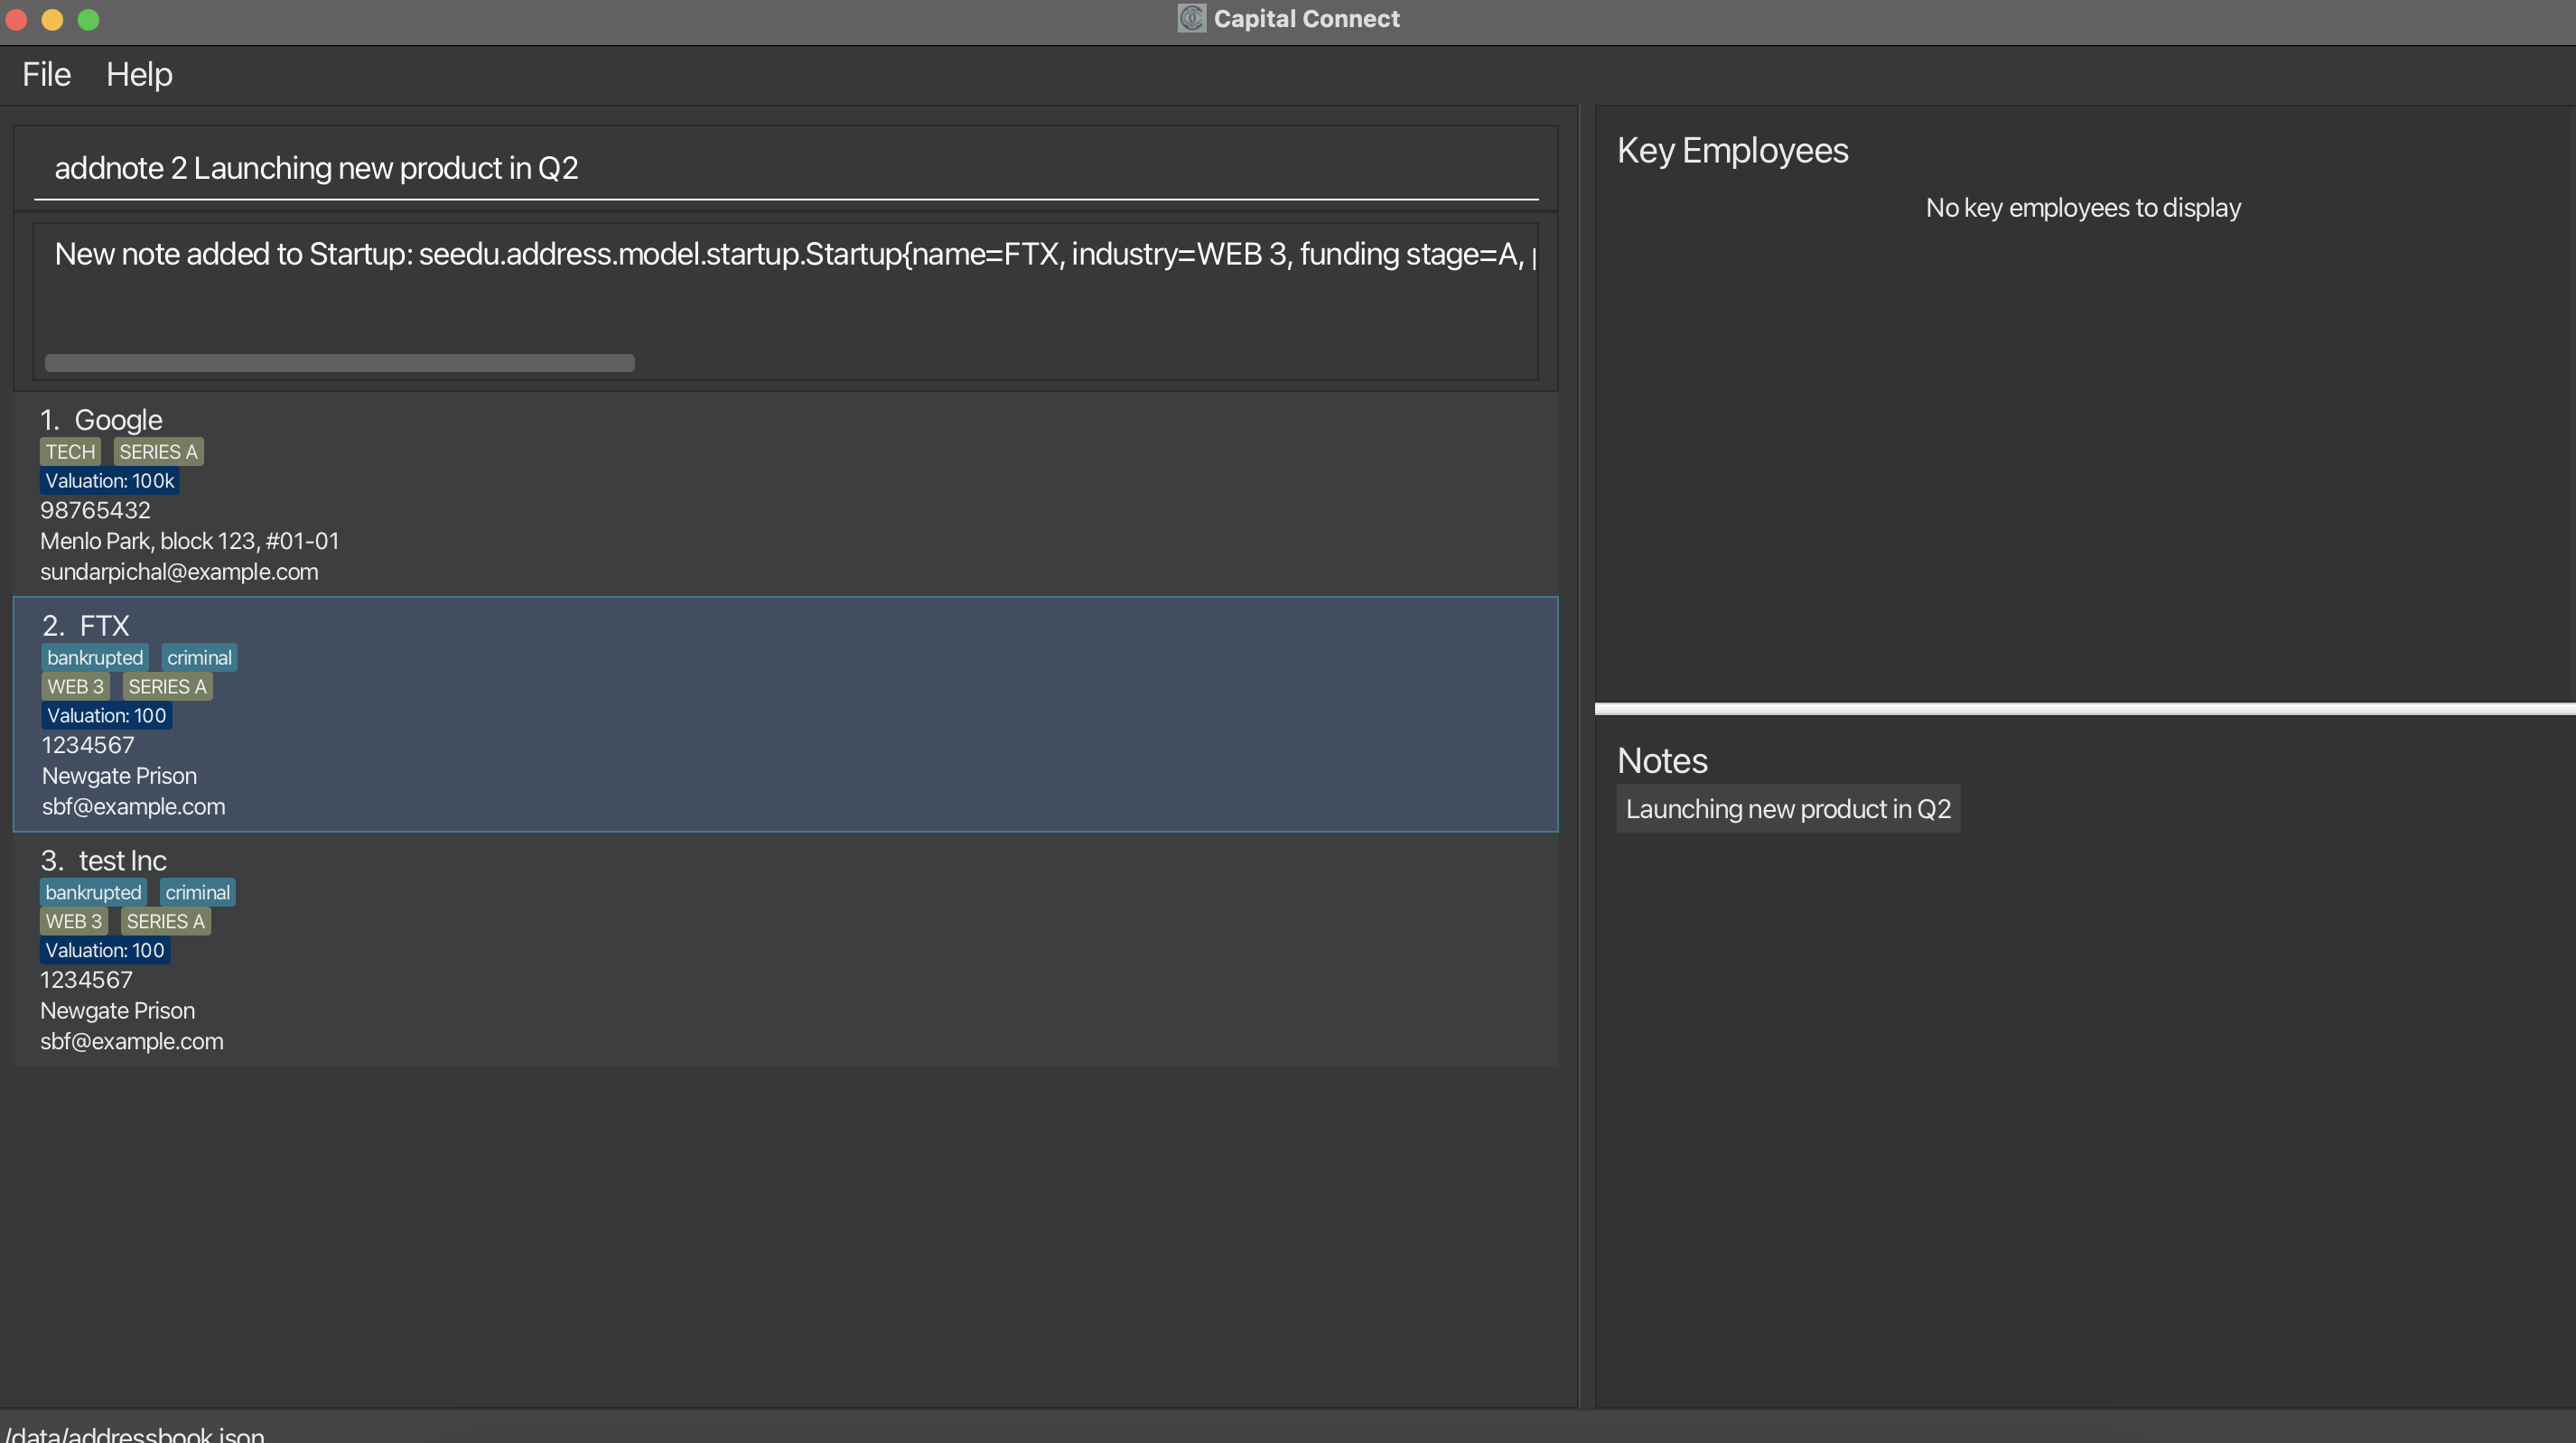 Capital Connect
File Help
addnote 2 Launching new product in Q2
New note added to Startup: seedu.address.model.startup.Startup{name=FTX, industry=WEB 3, funding stage=A,
1. Google
TECH SERIES A
Valuation: 100k
98765432
Menlo Park, block 123, #01-01
sundarpichal@example.com
2. FTX
bankrupted criminal
WEB 3 SERIES A
Valuation: 100
1234567
Newgate Prison
sbf@example.com
3. test Inc
bankrupted criminal
WEB 3 SERIES A
Valuation: 100
1234567
Newgate Prison
sbf@example.com
Key Employees
No key employees to display
Notes
Launching new product in Q2
/data/addressbook.json